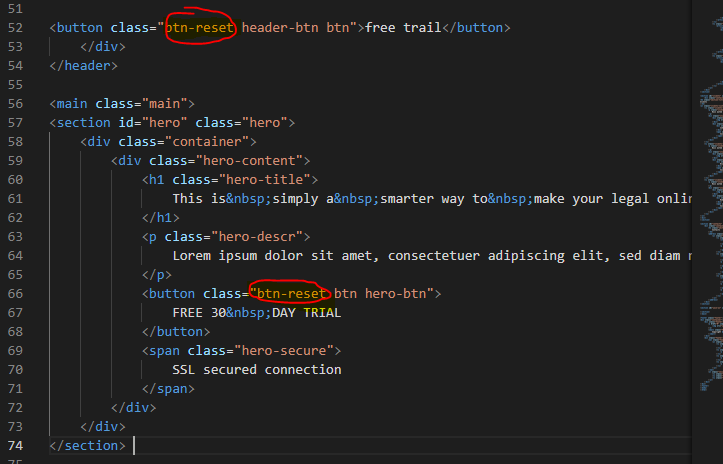 51
52 <button class="btn-reset header-btn btn">free trail</button>
53 </div>
54 </header>
55
56 <main class="main">
57 <section id="hero" class="hero">
58 <div class="container">
59 <div class="hero-content">
60 <h1 class="hero-title">
61 This is&nbsp;simply a&nbsp;smarter way to&nbsp;make your legal onlin
62 </h1>
63 <p class="hero-descr">
64 Lorem ipsum dolor sit amet, consectetuer adipiscing elit, sed diam n
65 </p>
66 <button class="btn-reset btn hero-btn">
67 FREE 30&nbsp;DAY TRIAL
68 </button>
69 <span class="hero-secure">
70 SSL secured connection
71 </span>
72 </div>
73 </div>
74 </section>
75